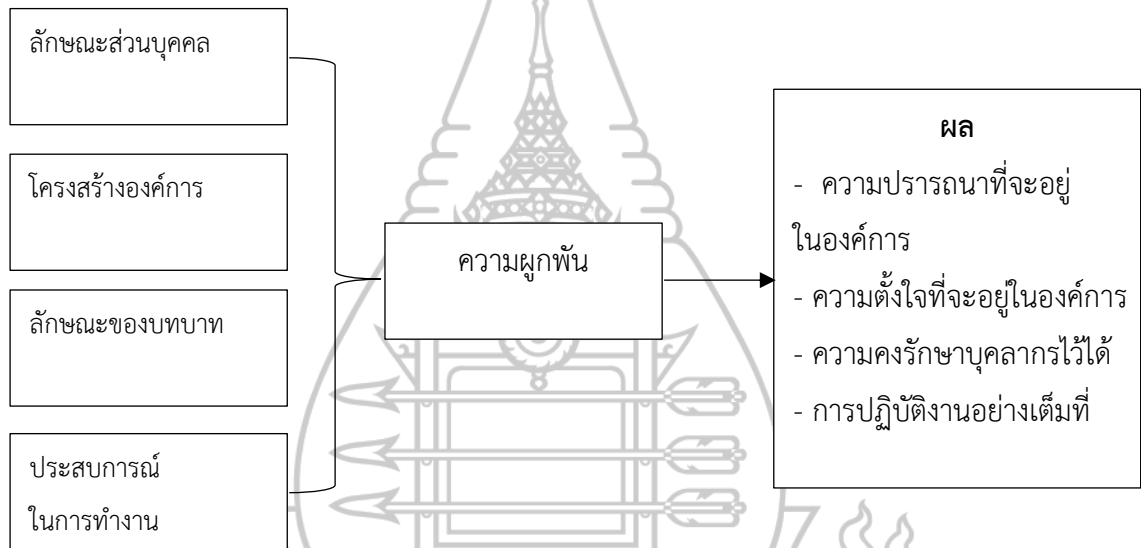 ลักษณะส่วนบุคคล
โครงสร้างองค์การ
ลักษณะของบทบาท
ประสบการณ์
ในการทำงาน
ความผูกพัน
ผล
- ความปรารถนาที่จะอยู่
ในองค์การ
- ความตั้งใจที่จะอยู่ในองค์การ
- ความคงรักษาบุคลากรไว้ได้
- การปฏิบัติงานอย่างเต็มที่